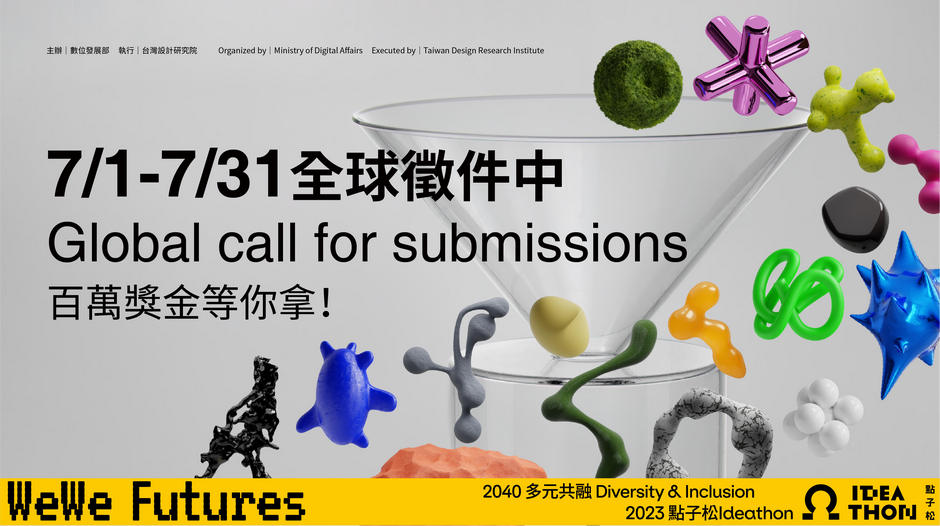 主辦｜數位發展部 執行｜台灣設計研究院 Organized by｜Ministry of Digital Affairs Executed by｜Taiwan Design Research Institute
7/1-7/31全球徵件中
Global call for submissions
百萬獎金等你拿！
WeWe Futures
2040 多元共融 Diversity & Inclusion
2023 點子松Ideathon
IDEA
THON
點子松